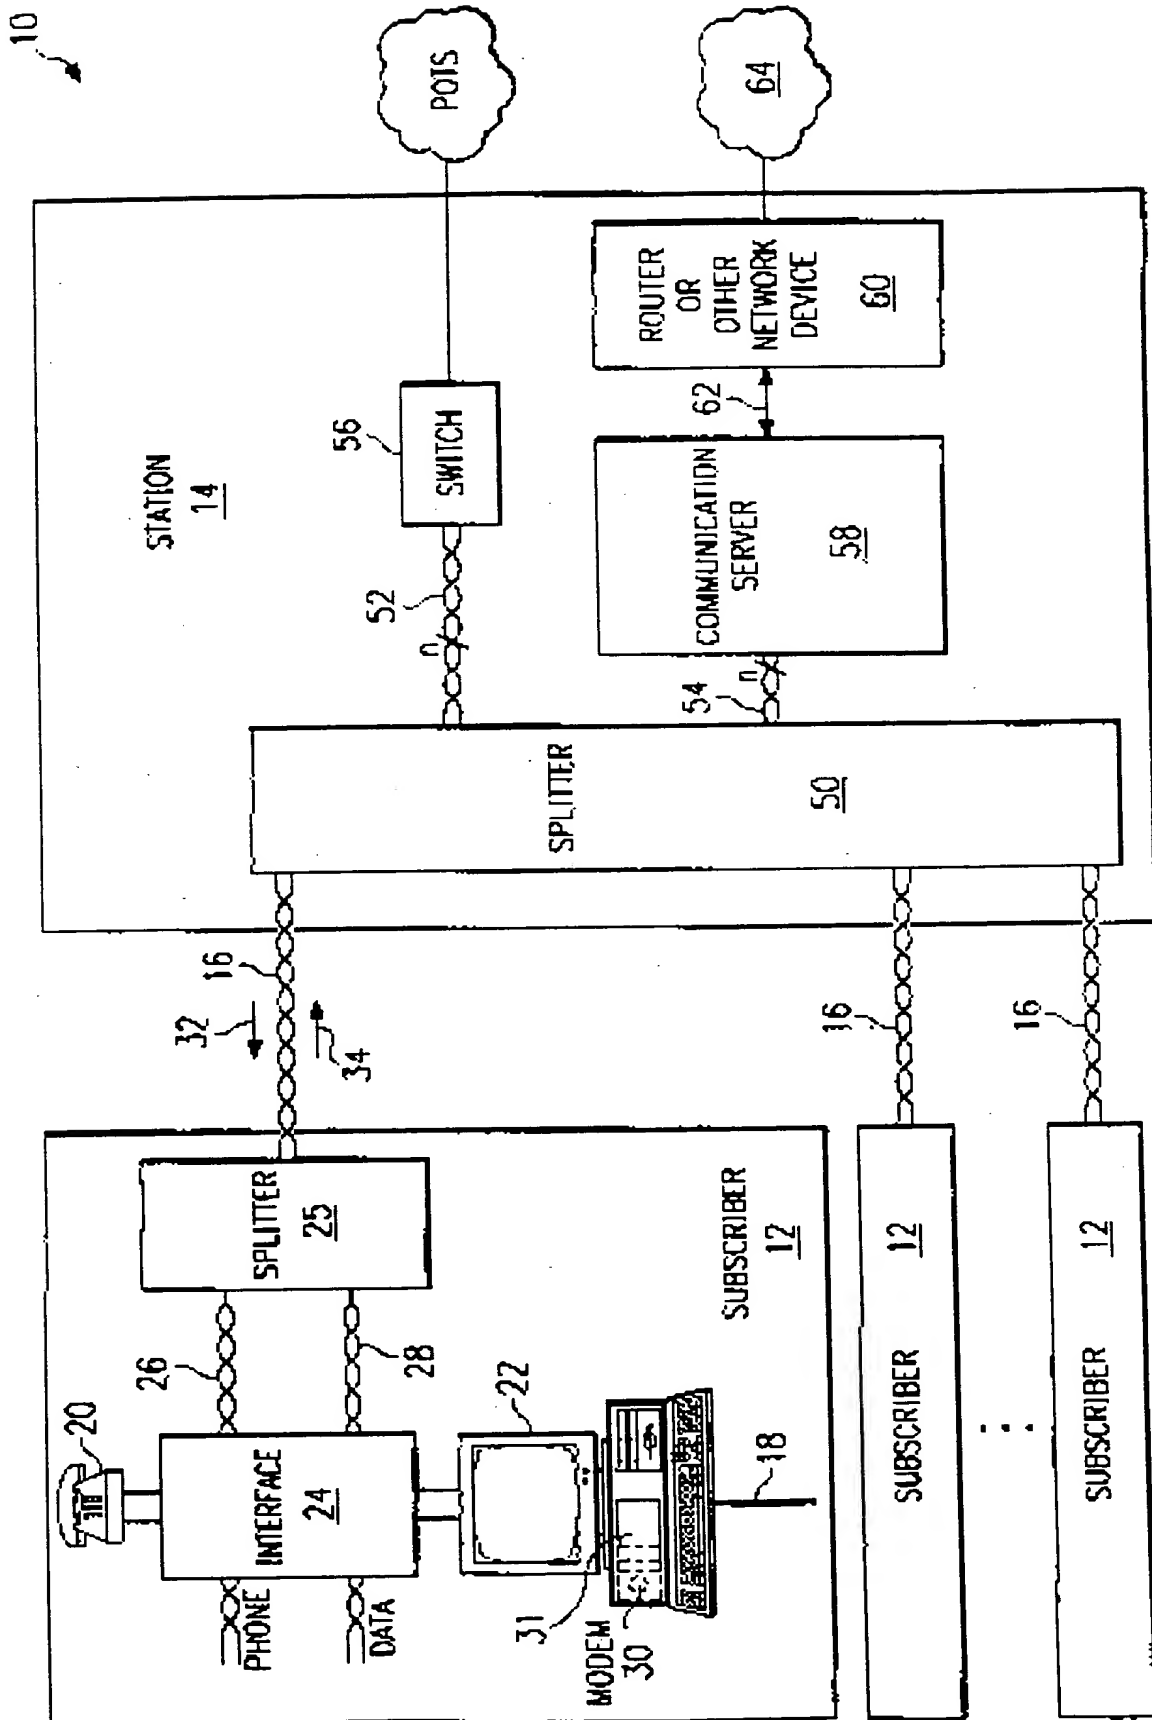 10
POTS
64
STATION
14
56
SWITCH
ROUTER
OR
OTHER
NETWORK
DEVICE
60
62
52
n
COMMUNICATION
SERVER
58
54
n
SPLITTER
50
32
16
34
16
16
SPLITTER
25
SUBSCRIBER
12
SUBSCRIBER
12
SUBSCRIBER
12
26
28
20
INTERFACE
24
22
18
PHONE
DATA
31
MODEM
30